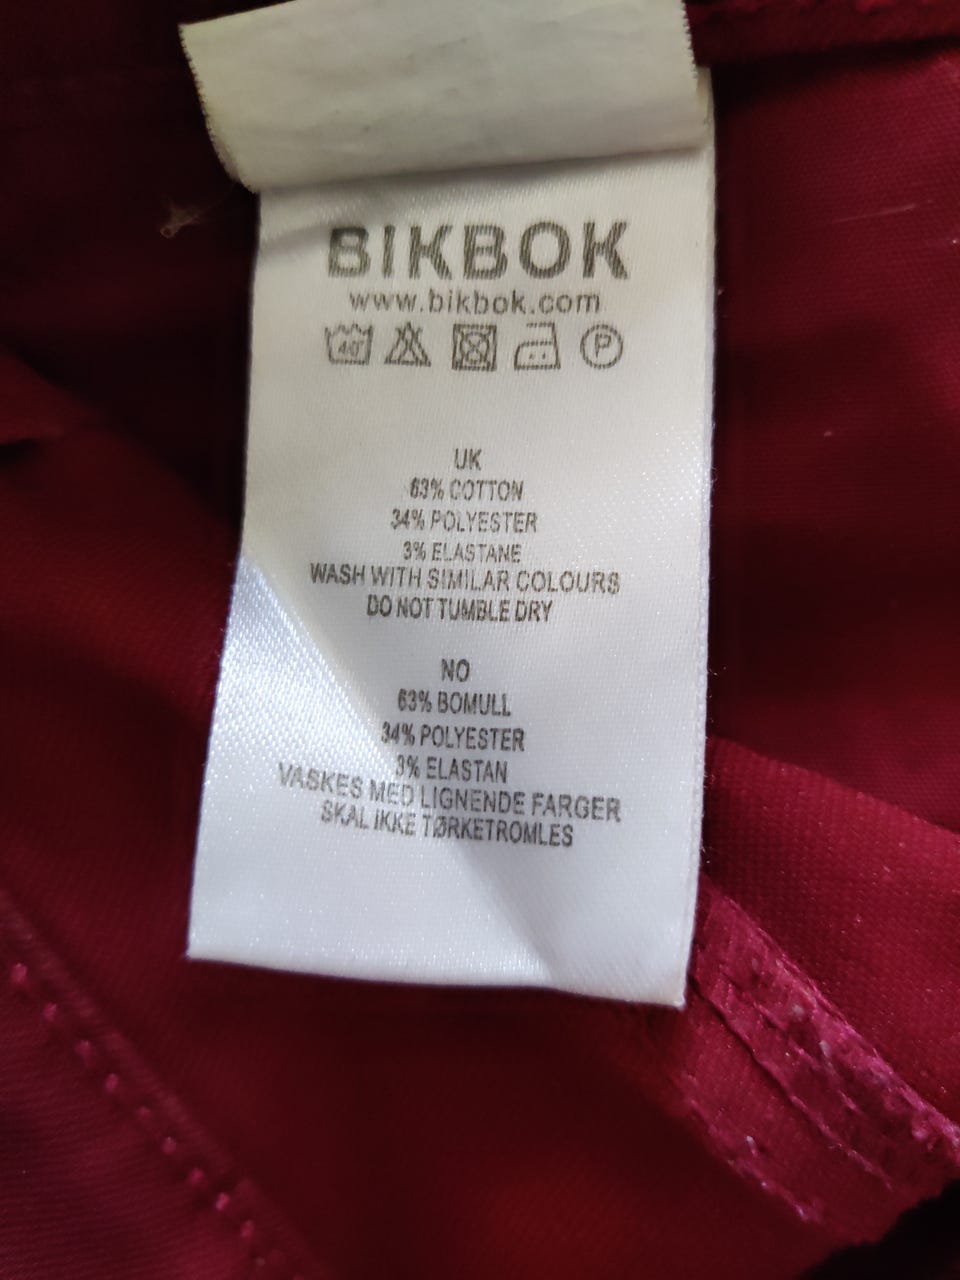 BIKBOK
www.bikbok.com
40° P
UK
63% COTTON
34% POLYESTER
3% ELASTANE
WASH WITH SIMILAR COLOURS
DO NOT TUMBLE DRY
NO
63% BOMULL
34% POLYESTER
3% ELASTAN
VASKES MED LIGNENDE FARGER
SKAL IKKE TØRKETROMLES